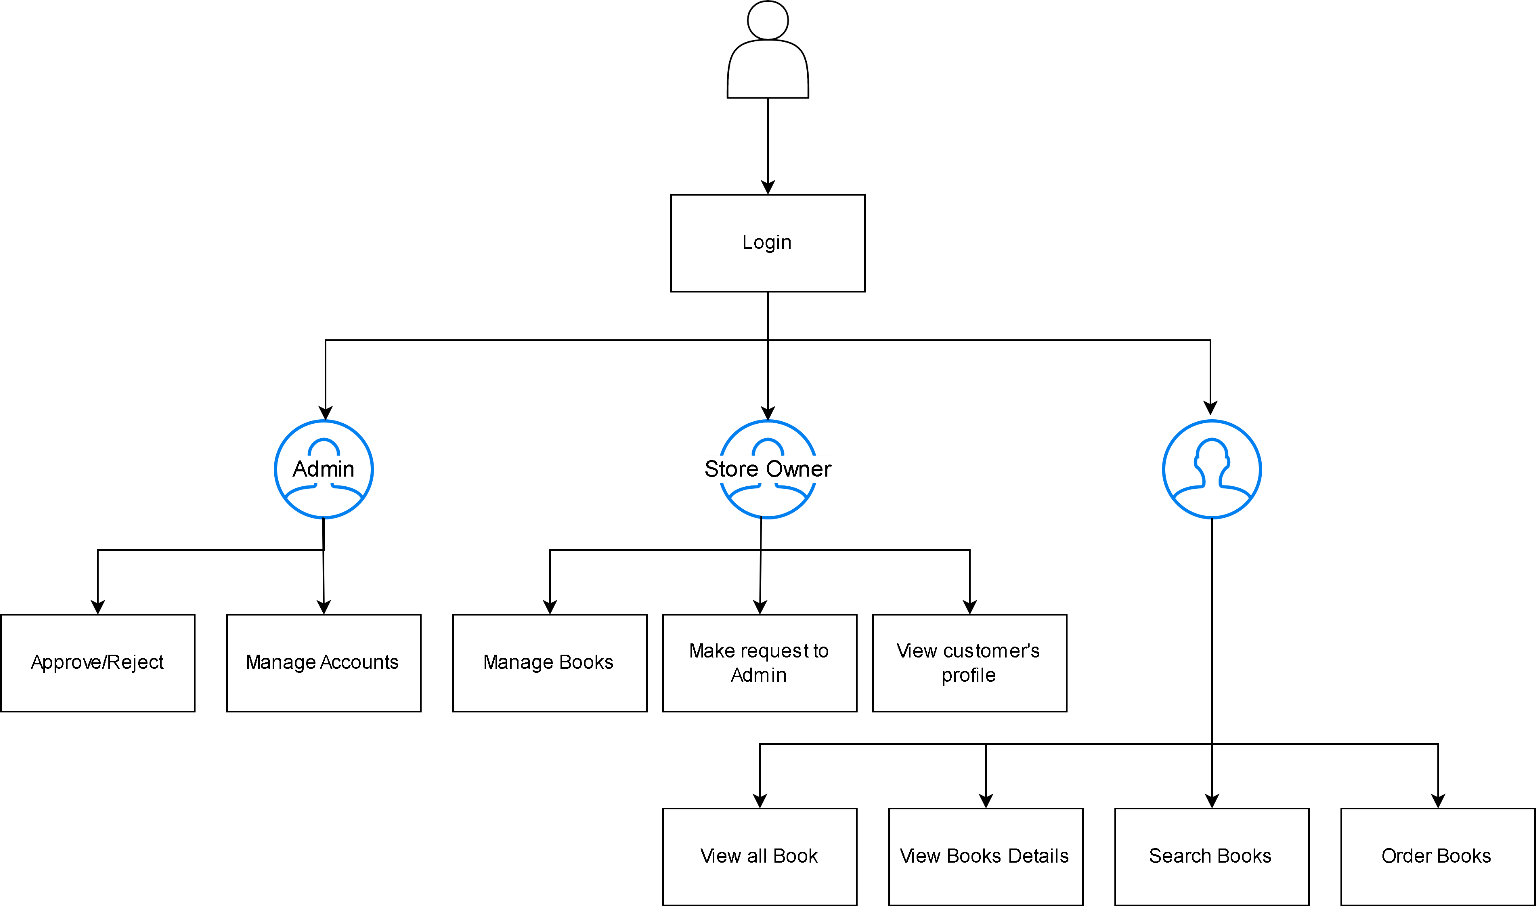 Login
Admin
Store Owner
Approve/Reject
Manage Accounts
Manage Books
Make request to
Admin
View customer's
profile
View all Book
View Books Details
Search Books
Order Books